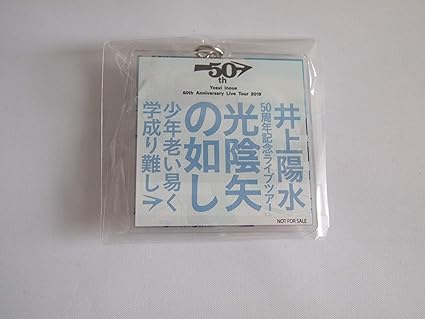 50
th
Yosui Inoue
50th Anniversary Live Tour 2019
井上陽水
50周年記念ライブツアー
光陰矢
の如し
少年老い易く
学成り難し
NOT FOR SALE